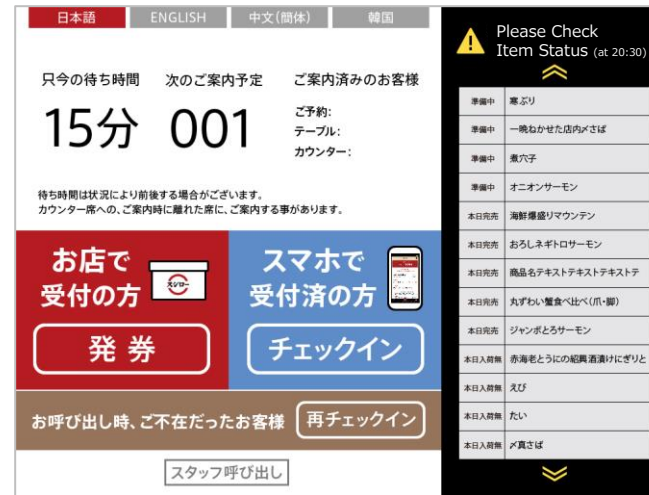 日本語
ENGLISH
中文(簡体)
韓国
只今の待ち時間
15分
次のご案内予定
001
ご案内済みのお客様
ご予約:
テーブル:
カウンター:
待ち時間は状況により前後する場合がございます。
カウンター席への、ご案内時に離れた席に、ご案内する事があります。
お店で
受付の方
スシロー
発券
スマホで
受付済の方
チェックイン
お呼び出し時、ご不在だったお客様
再チェックイン
スタッフ呼び出し
Please Check
Item Status (at 20:30)
準備中 寒ぶり
準備中 一晩ねかせた店内〆さば
準備中 煮穴子
準備中 オニオンサーモン
本日完売 海鮮爆盛りマウンテン
本日完売 おろしネギトロサーモン
本日完売 商品名テキストテキストテキストテ
本日完売 丸ずわい蟹食べ比べ(爪・脚)
本日完売 ジャンボとろサーモン
本日入荷無 赤海老とうにの紹興酒漬けにぎりと
本日入荷無 えび
本日入荷無 たい
本日入荷無 〆真さば